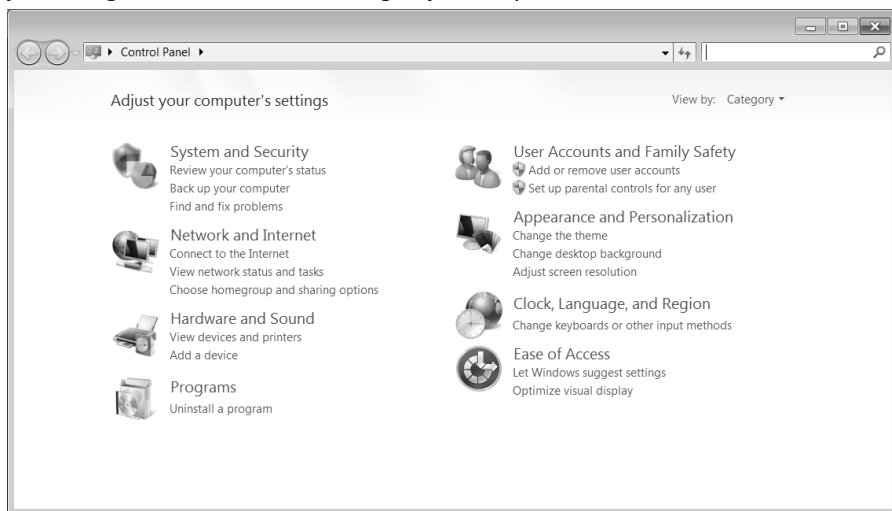 Control Panel
Adjust your computer's settings
View by: Category
System and Security
Review your computer's status
Back up your computer
Find and fix problems
Network and Internet
Connect to the Internet
View network status and tasks
Choose homegroup and sharing options
Hardware and Sound
View devices and printers
Add a device
Programs
Uninstall a program
User Accounts and Family Safety
Add or remove user accounts
Set up parental controls for any user
Appearance and Personalization
Change the theme
Change desktop background
Adjust screen resolution
Clock, Language, and Region
Change keyboards or other input methods
Ease of Access
Let Windows suggest settings
Optimize visual display